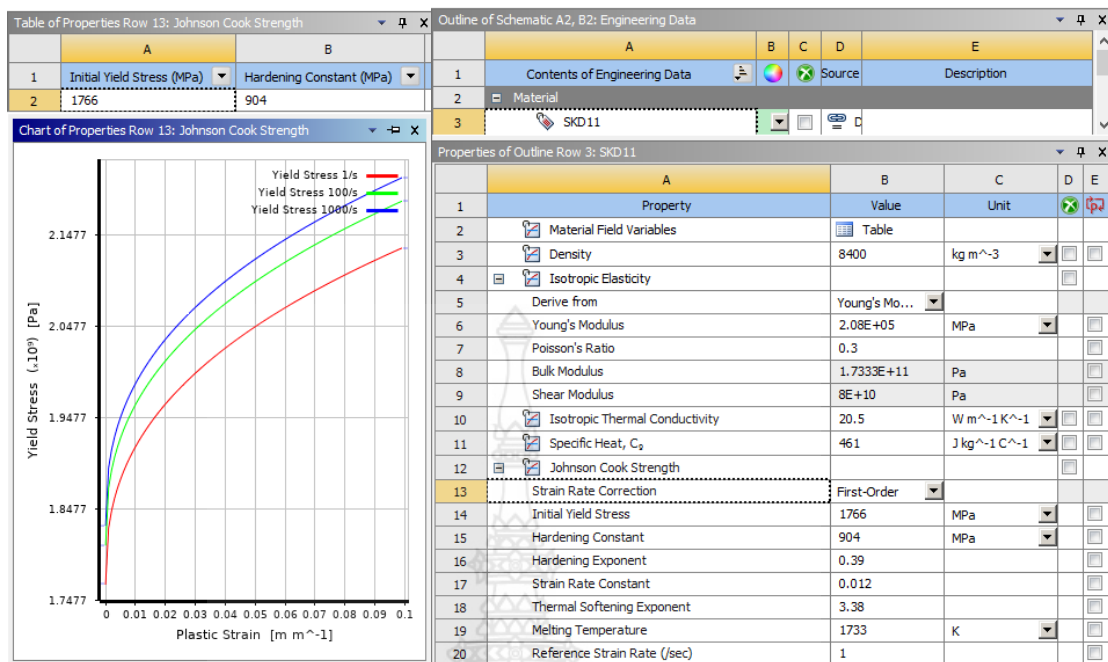 Table of Properties Row 13: Johnson Cook Strength
A B
1 Initial Yield Stress (MPa) Hardening Constant (MPa)
2 1766 904
Chart of Properties Row 13: Johnson Cook Strength
Yield Stress 1/s
Yield Stress 100/s
Yield Stress 1000/s
2.1477
2.0477
1.9477
1.8477
1.7477
Yield Stress (x10⁹) [Pa]
0 0.01 0.02 0.03 0.04 0.05 0.06 0.07 0.08 0.09 0.1
Plastic Strain [m m^-1]
Outline of Schematic A2, B2: Engineering Data
A B C D E
1 Contents of Engineering Data Source Description
2 Material
3 SKD11 D
Properties of Outline Row 3: SKD11
A B C D E
1 Property Value Unit
2 Material Field Variables Table
3 Density 8400 kg m^-3
4 Isotropic Elasticity
5 Derive from Young's Mo...
6 Young's Modulus 2.08E+05 MPa
7 Poisson's Ratio 0.3
8 Bulk Modulus 1.7333E+11 Pa
9 Shear Modulus 8E+10 Pa
10 Isotropic Thermal Conductivity 20.5 W m^-1 K^-1
11 Specific Heat, Cₚ 461 J kg^-1 C^-1
12 Johnson Cook Strength
13 Strain Rate Correction First-Order
14 Initial Yield Stress 1766 MPa
15 Hardening Constant 904 MPa
16 Hardening Exponent 0.39
17 Strain Rate Constant 0.012
18 Thermal Softening Exponent 3.38
19 Melting Temperature 1733 K
20 Reference Strain Rate (/sec) 1